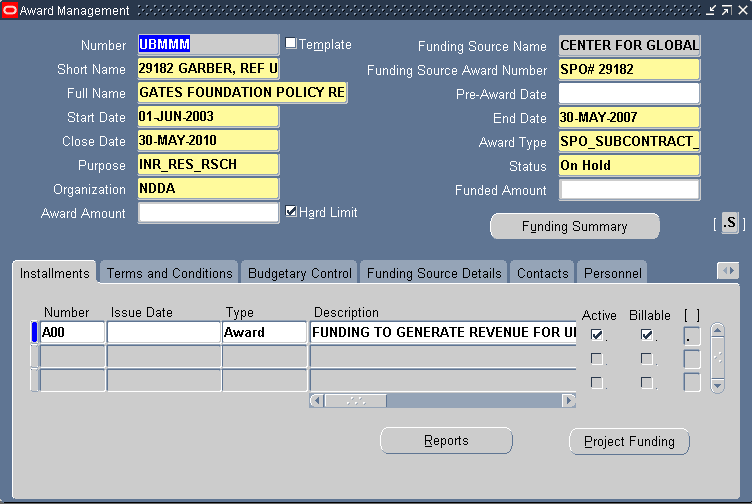 Award Management
Number UBMMM Template
Short Name 29182 GARBER, REF U
Full Name GATES FOUNDATION POLICY RE
Start Date 01-JUN-2003
Close Date 30-MAY-2010
Purpose INR_RES_RSCH
Organization NDDA
Award Amount Hard Limit
Funding Source Name CENTER FOR GLOBAL
Funding Source Award Number SPO# 29182
Pre-Award Date
End Date 30-MAY-2007
Award Type SPO_SUBCONTRACT_
Status On Hold
Funded Amount
Funding Summary [ .S ]
Installments Terms and Conditions Budgetary Control Funding Source Details Contacts Personnel
Number Issue Date Type Description Active Billable [ ]
A00 Award FUNDING TO GENERATE REVENUE FOR U . . .
. .
. .
Reports Project Funding